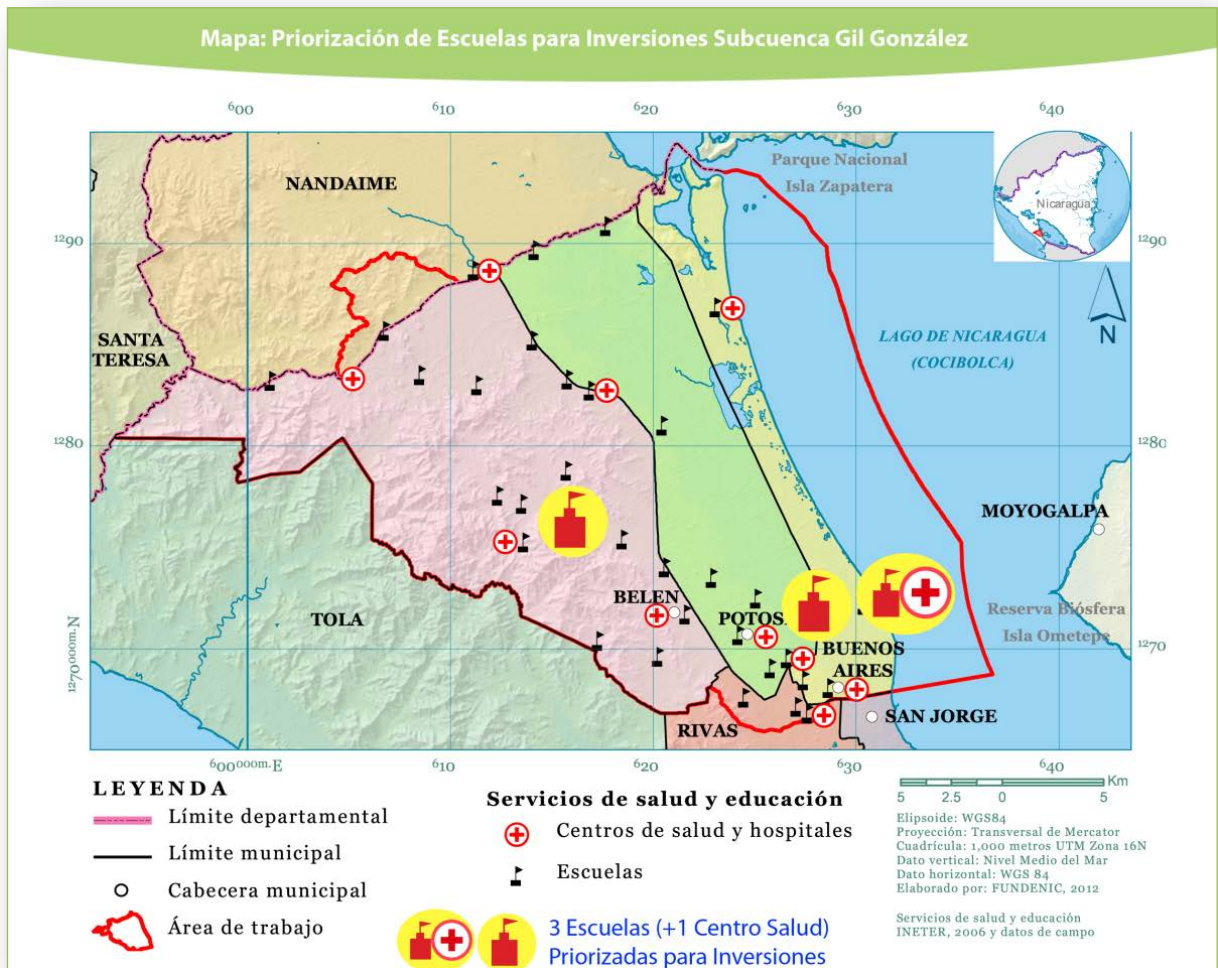 Mapa: Priorización de Escuelas para Inversiones Subcuenca Gil González
600
610
620
630
640
Parque Nacional
Isla Zapatera
NANDAIME
Nicaragua
1290
1290
SANTA
TERESA
LAGO DE NICARAGUA
(COCIBOLCA)
N
1280
1280
MOYOGALPA
BELEN
TOLA
POTOS
Reserva Biósfera
Isla Ometepe
BUENOS
AIRES
1270000m.N
1270
RIVAS
SAN JORGE
600000m.E
610
620
630
640
LEYENDA
Límite departamental
Límite municipal
Cabecera municipal
Área de trabajo
Servicios de salud y educación
Centros de salud y hospitales
Escuelas
3 Escuelas (+1 Centro Salud)
Priorizadas para Inversiones
Km
5 2.5 0 5
Elipsoide: WGS84
Proyección: Transversal de Mercator
Cuadrícula: 1,000 metros UTM Zona 16N
Dato vertical: Nivel Medio del Mar
Dato horizontal: WGS 84
Elaborado por: FUNDENIC, 2012
Servicios de salud y educación
INETER, 2006 y datos de campo